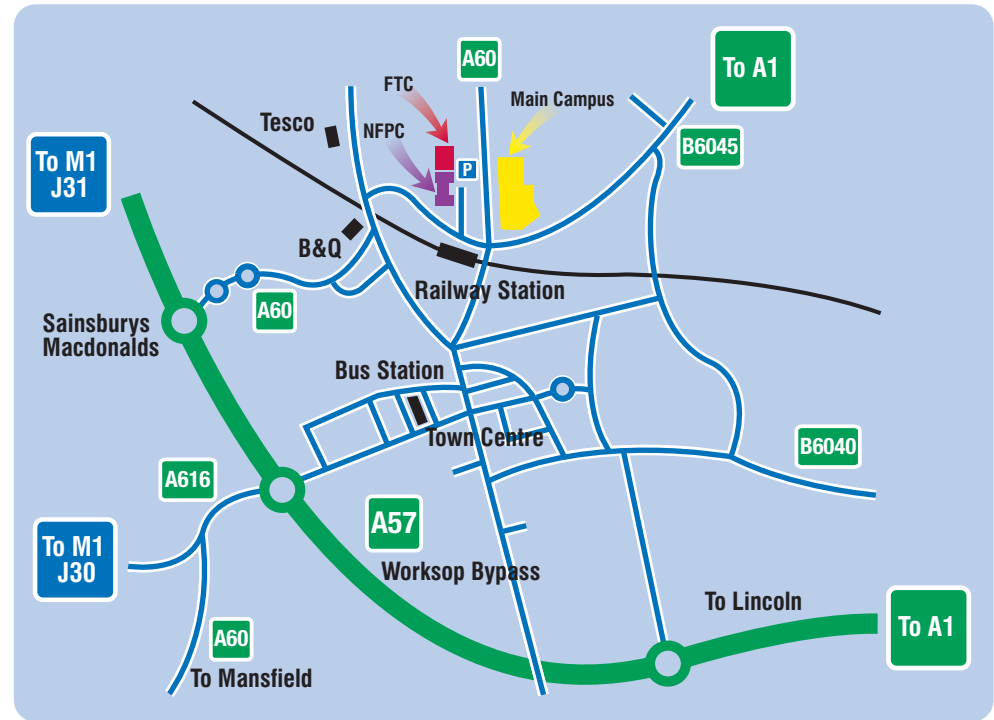 A60
To A1
FTC
Main Campus
Tesco
NFPC
P
B6045
To M1
J31
B&Q
Railway Station
A60
Sainsburys
Macdonalds
Bus Station
Town Centre
B6040
A616
A57
To M1
J30
Worksop Bypass
To Lincoln
To A1
A60
To Mansfield